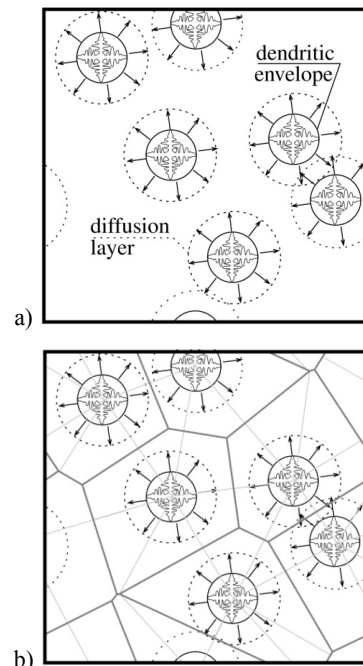 dendritic
envelope
diffusion
layer
a)
b)